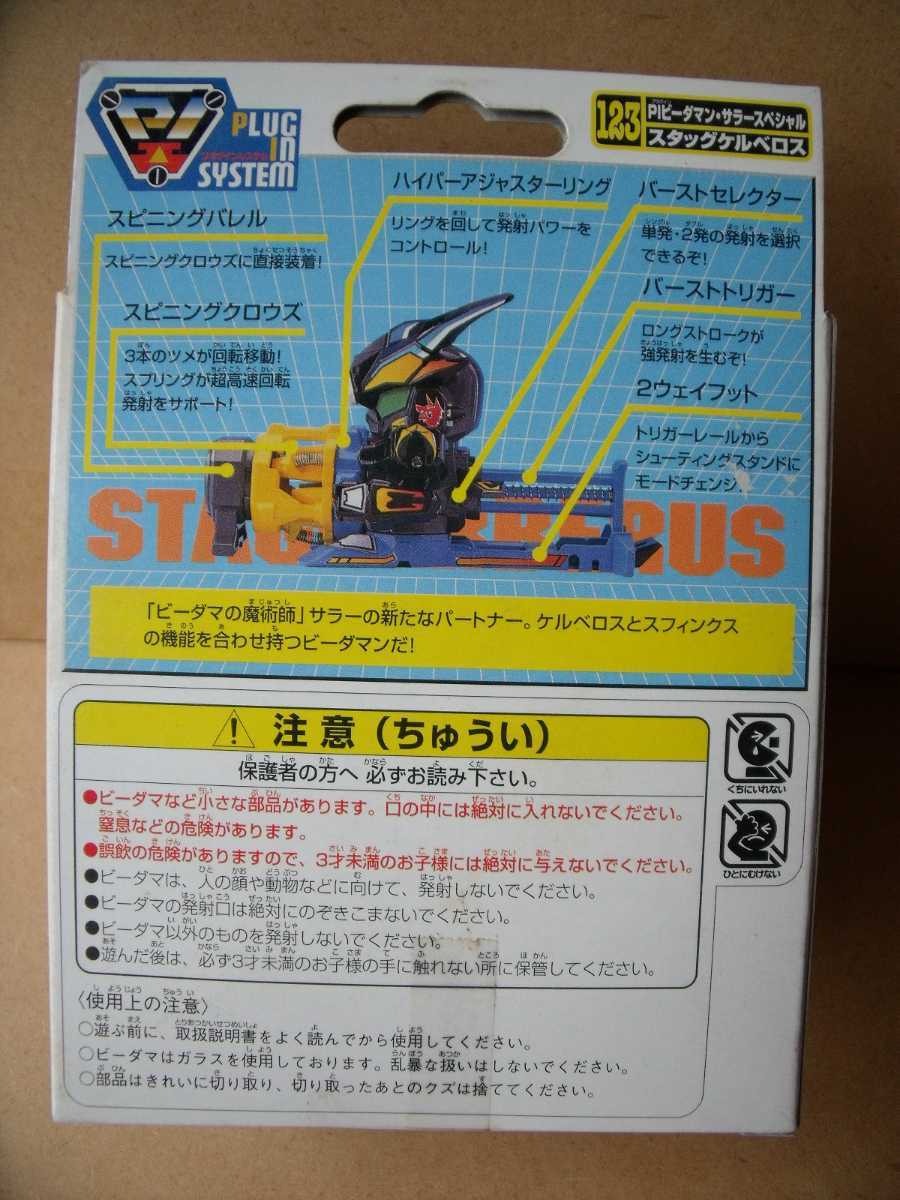 PI
プラグインシステム
PLUG
IN
SYSTEM
123
PIビーダマン・サラースペシャル
スタッグケルベロス
スピニングバレル
スピニングクロウズに直接装着!
スピニングクロウズ
3本のツメが回転移動!
スプリングが超高速回転
発射をサポート!
ハイパーアジャスターリング
リングを回して発射パワーを
コントロール!
バーストセレクター
単発・2発の発射を選択
できるぞ!
バーストトリガー
ロングストロークが
強発射を生むぞ!
2ウェイフット
トリガーレールから
シューティングスタンドに
モードチェンジ。
「ビーダマの魔術師」サラーの新たなパートナー。ケルベロスとスフィンクス
の機能を合わせ持つビーダマンだ!
注意(ちゅうい)
保護者の方へ 必ずお読み下さい。
●ビーダマなど小さな部品があります。口の中には絶対に入れないでください。
窒息などの危険があります。
●誤飲の危険がありますので、3才未満のお子様には絶対に与えないでください。
●ビーダマは、人の顔や動物などに向けて、発射しないでください。
●ビーダマの発射口は絶対にのぞきこまないでください。
●ビーダマ以外のものを発射しないでください。
●遊んだ後は、必ず3才未満のお子様の手に触れない所に保管してください。
くちにいれない
ひとにむけない
〈使用上の注意〉
○遊ぶ前に、取扱説明書をよく読んでから使用してください。
○ビーダマはガラスを使用しております。乱暴な扱いはしないでください。
○部品はきれいに切り取り、切り取ったあとのクズは捨ててください。